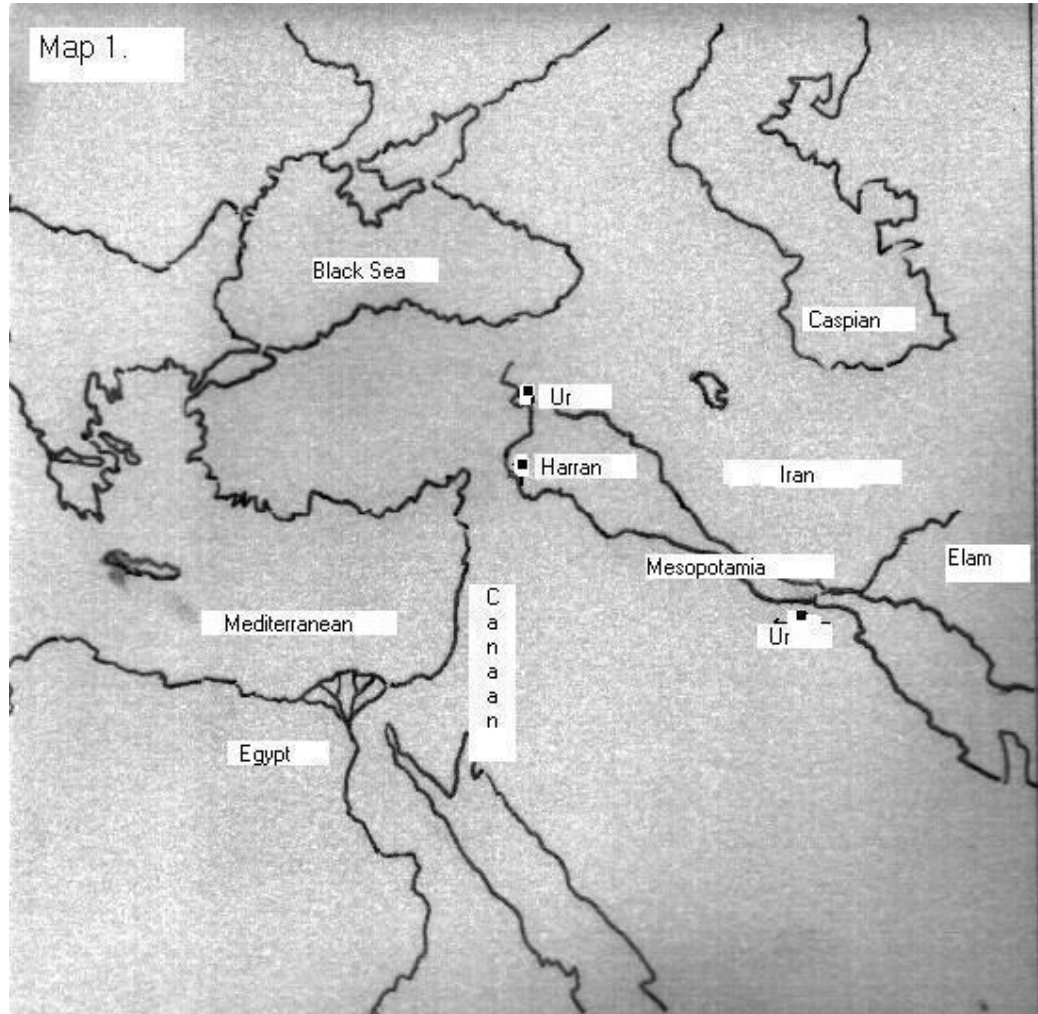 Map 1.
Black Sea
Caspian
Ur
Harran
Iran
Mesopotamia
Elam
Canaan
Mediterranean
Ur
Egypt